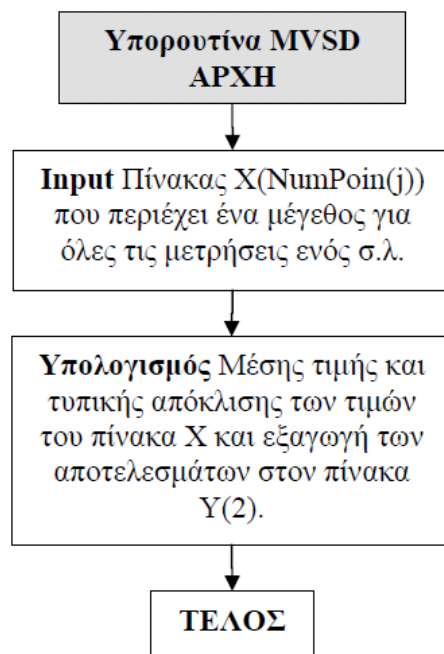 Υπορουτίνα MVSD
ΑΡΧΗ
Input Πίνακας X(NumPoin(j))
που περιέχει ένα μέγεθος για
όλες τις μετρήσεις ενός σ.λ.
Υπολογισμός Μέσης τιμής και
τυπικής απόκλισης των τιμών
του πίνακα X και εξαγωγή των
αποτελεσμάτων στον πίνακα
Y(2).
ΤΕΛΟΣ